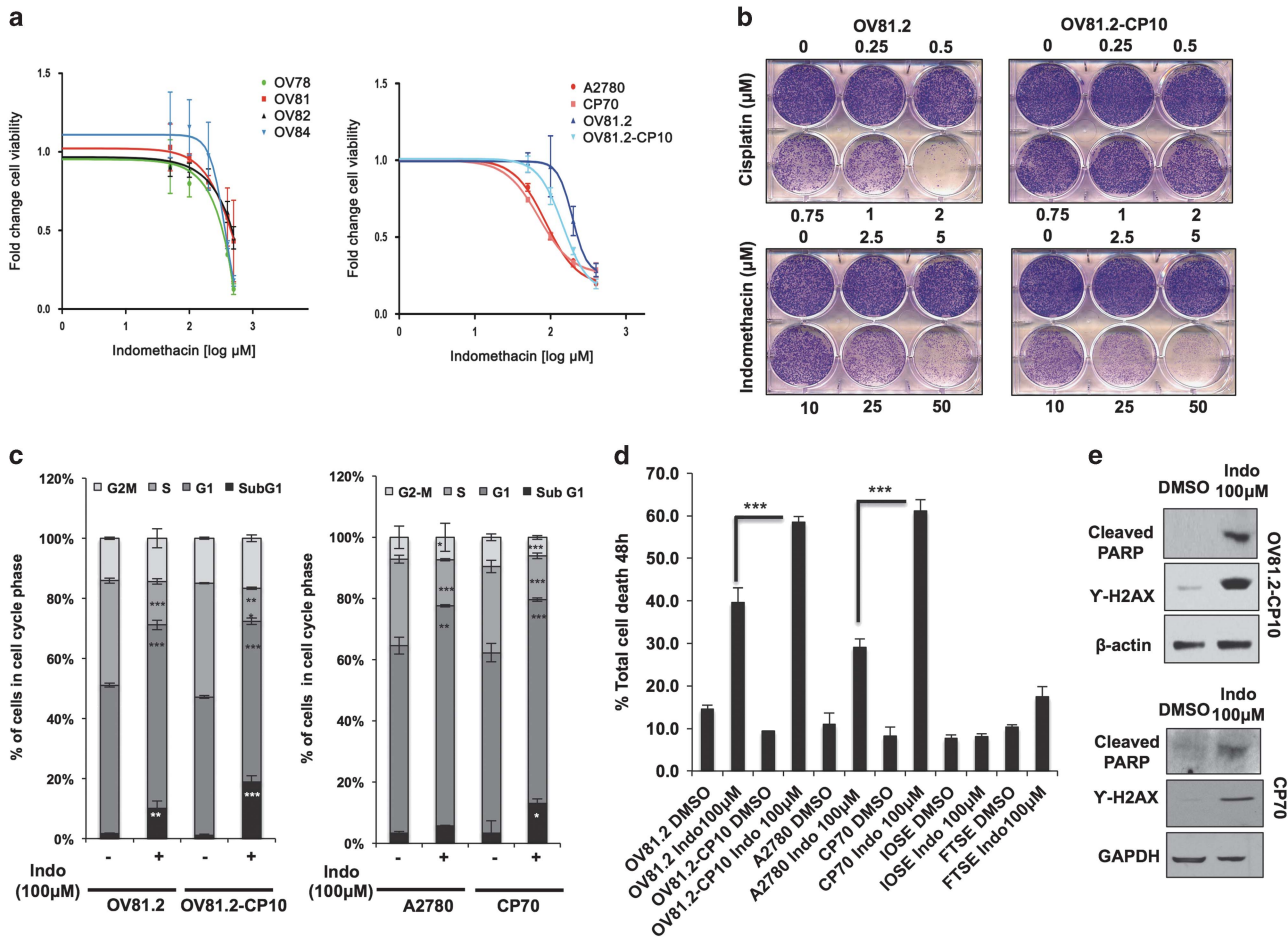 a
1.5
1.0
0.5
0.0
0 1 2 3
Fold change cell viability
Indomethacin [log µM]
OV78
OV81
OV82
OV84
1.5
1.0
0.5
0.0
0 1 2 3
Fold change cell viability
Indomethacin [log µM]
A2780
CP70
OV81.2
OV81.2-CP10
b
OV81.2
OV81.2-CP10
0 0.25 0.5
0 0.25 0.5
Cisplatin (µM)
0.75 1 2
0.75 1 2
0 2.5 5
0 2.5 5
Indomethacin (µM)
10 25 50
10 25 50
c
120%
100%
80%
60%
40%
20%
0%
% of cells in cell cycle phase
G2M S G1 SubG1
***
***
**
**
*
***
***
- + - +
Indo
(100µM)
OV81.2 OV81.2-CP10
120%
100%
80%
60%
40%
20%
0%
% of cells in cell cycle phase
G2-M S G1 Sub G1
*
***
**
***
***
***
*
- + - +
Indo
(100µM)
A2780 CP70
d
70.0
60.0
50.0
40.0
30.0
20.0
10.0
0.0
% Total cell death 48h
***
***
OV81.2 DMSO
OV81.2 Indo100µM
OV81.2-CP10 DMSO
OV81.2-CP10 Indo 100µM
A2780 DMSO
A2780 Indo 100µM
CP70 DMSO
CP70 Indo 100µM
IOSE DMSO
IOSE Indo 100µM
FTSE DMSO
FTSE Indo100µM
e
DMSO
Indo
100µM
Cleaved
PARP
ϒ-H2AX
β-actin
OV81.2-CP10
DMSO
Indo
100µM
Cleaved
PARP
ϒ-H2AX
GAPDH
CP70